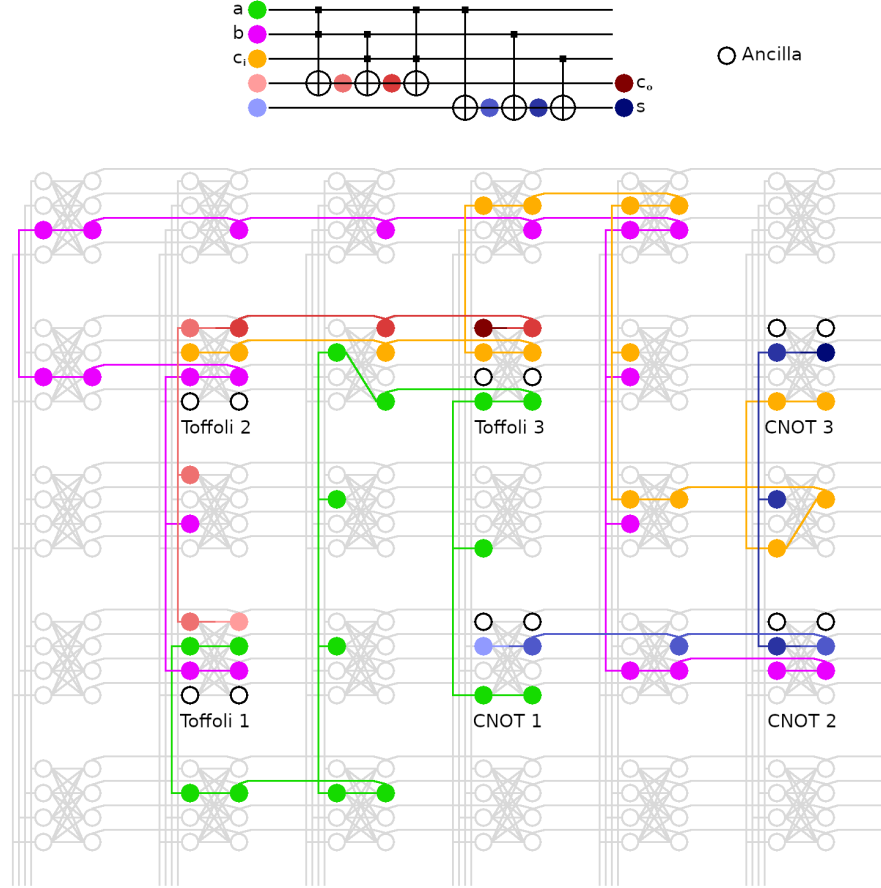 a
b
cᵢ
Ancilla
cₒ
s
Toffoli 2
Toffoli 3
CNOT 3
Toffoli 1
CNOT 1
CNOT 2